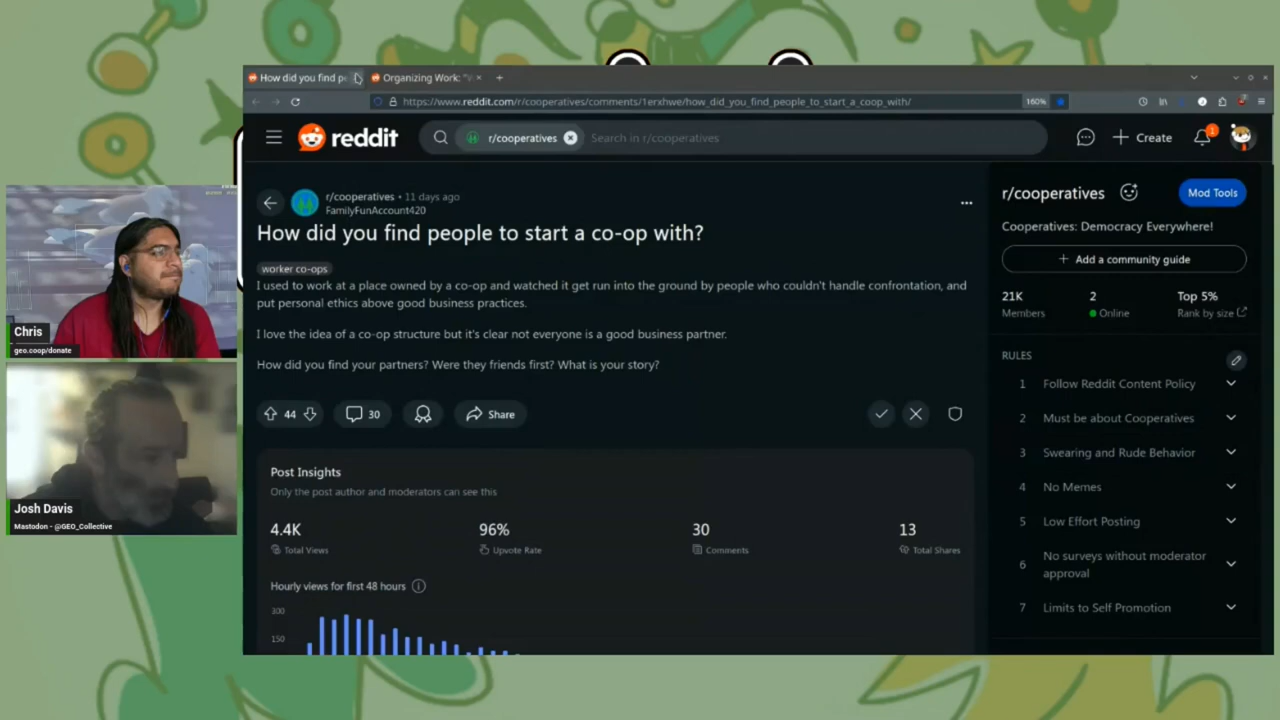 How did you find pe
Organizing Work: "
https://www.reddit.com/r/cooperatives/comments/1erxhwe/how_did_you_find_people_to_start_a_coop_with/
160%
reddit
r/cooperatives
Search in r/cooperatives
Create
1
r/cooperatives • 11 days ago
FamilyFunAccount420
How did you find people to start a co-op with?
worker co-ops
I used to work at a place owned by a co-op and watched it get run into the ground by people who couldn't handle confrontation, and
put personal ethics above good business practices.
I love the idea of a co-op structure but it's clear not everyone is a good business partner.
How did you find your partners? Were they friends first? What is your story?
44
30
Share
Post Insights
Only the post author and moderators can see this
4.4K
Total Views
96%
Upvote Rate
30
Comments
13
Total Shares
Hourly views for first 48 hours
300
150
r/cooperatives
Mod Tools
Cooperatives: Democracy Everywhere!
Add a community guide
21K
Members
2
Online
Top 5%
Rank by size
RULES
1 Follow Reddit Content Policy
2 Must be about Cooperatives
3 Swearing and Rude Behavior
4 No Memes
5 Low Effort Posting
6 No surveys without moderator
approval
7 Limits to Self Promotion
Chris
geo.coop/donate
Josh Davis
Mastodon - @GEO_Collective